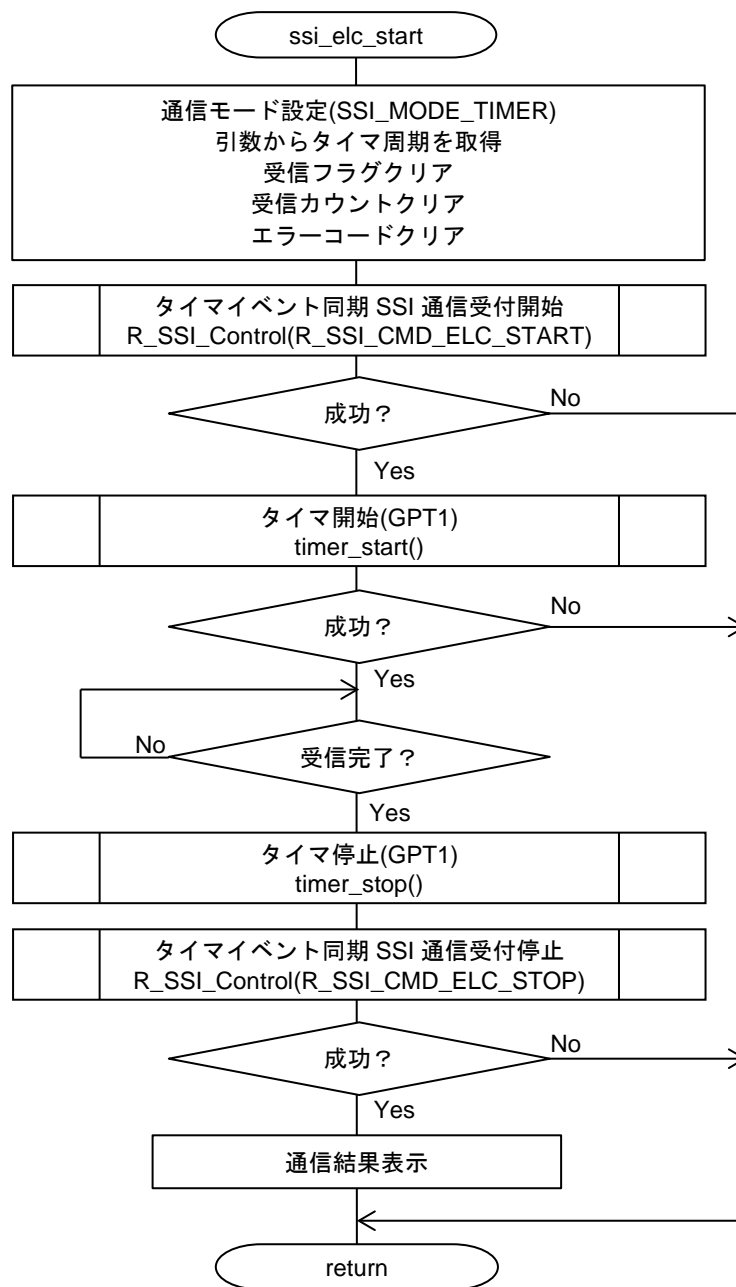 ssi_elc_start
通信モード設定(SSI_MODE_TIMER)
引数からタイマ周期を取得
受信フラグクリア
受信カウントクリア
エラーコードクリア
タイマイベント同期 SSI 通信受付開始
R_SSI_Control(R_SSI_CMD_ELC_START)
成功？
No
Yes
タイマ開始(GPT1)
timer_start()
成功？
No
Yes
受信完了？
No
Yes
タイマ停止(GPT1)
timer_stop()
タイマイベント同期 SSI 通信受付停止
R_SSI_Control(R_SSI_CMD_ELC_STOP)
成功？
No
Yes
通信結果表示
return